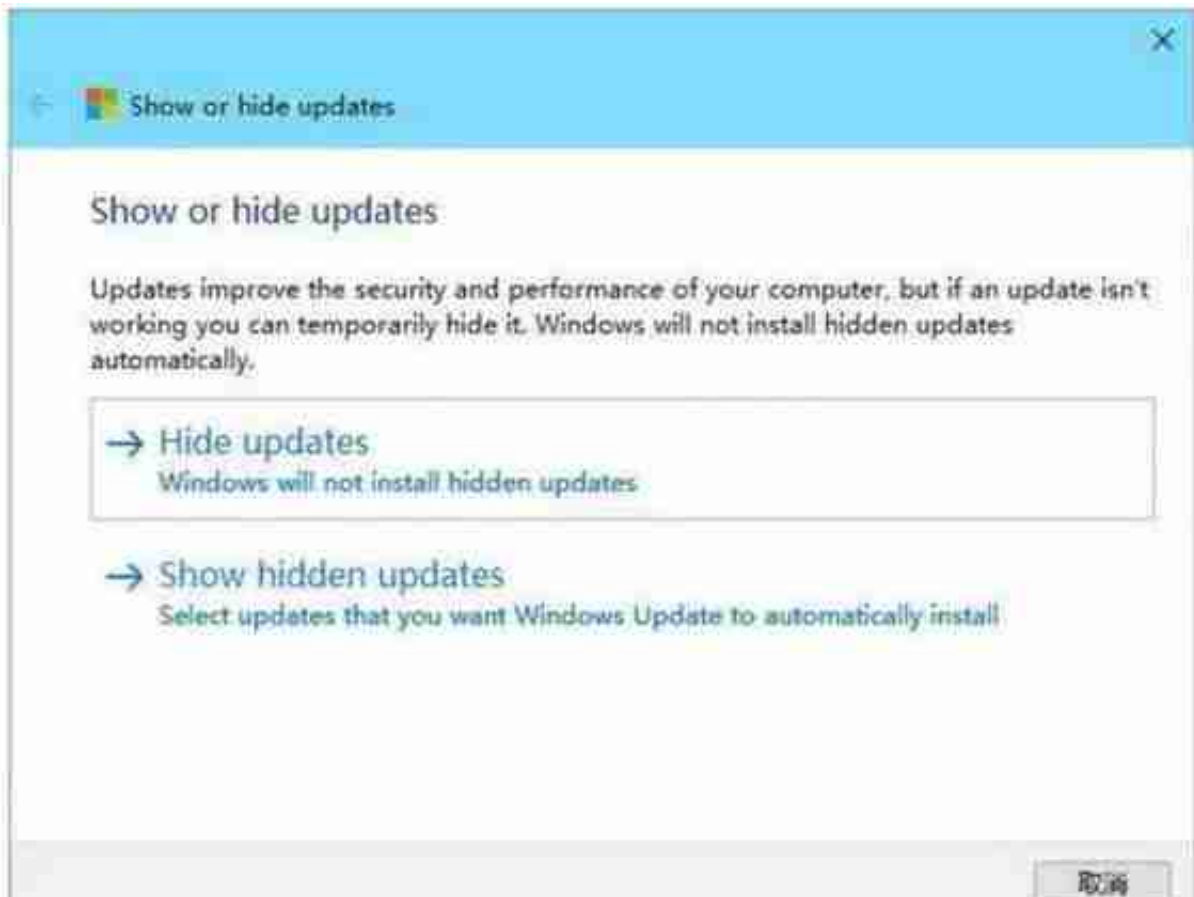 Show or hide updates
Show or hide updates
Updates improve the security and performance of your computer, but if an update isn't
working you can temporarily hide it. Windows will not install hidden updates
automatically.
Hide updates
Windows will not install hidden updates
Show hidden updates
Select updates that you want Windows Update to automatically install
取消